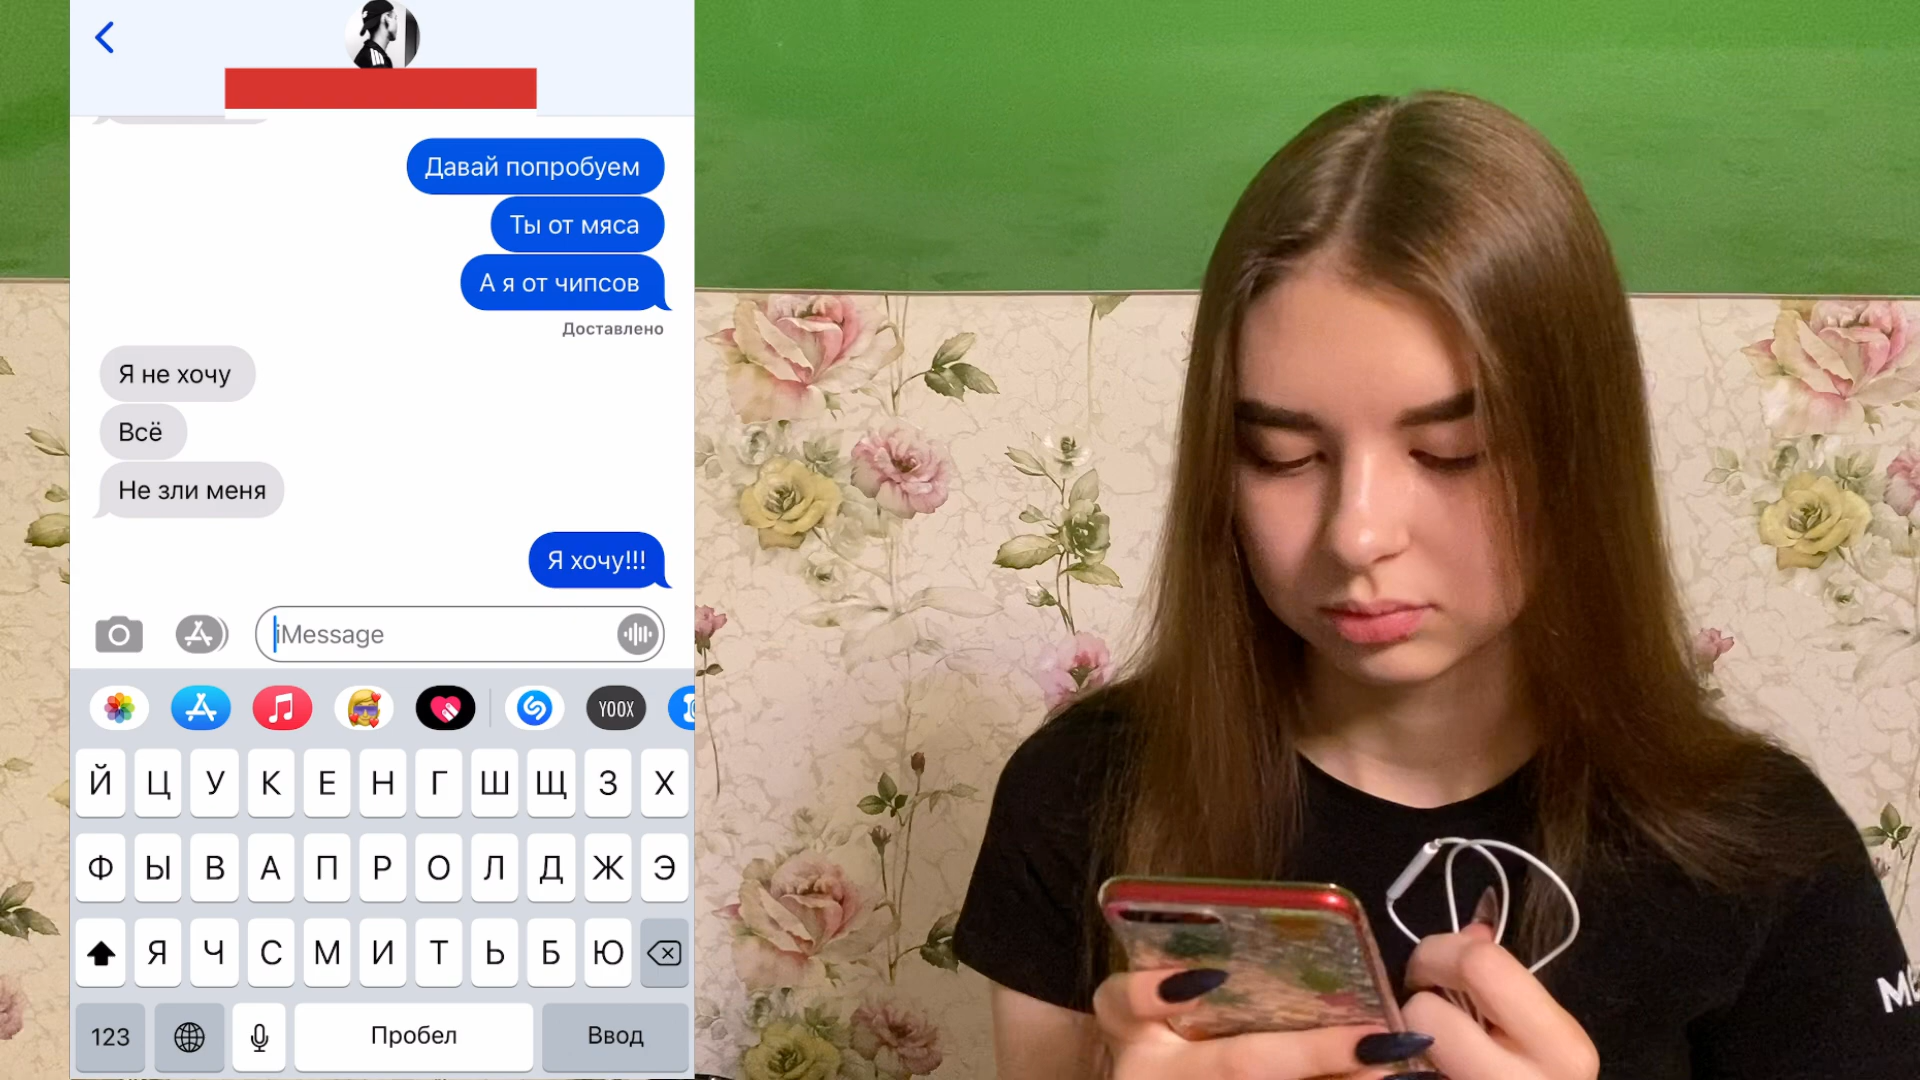 Давай попробуем
Ты от мяса
А я от чипсов
Доставлено
Я не хочу
Всё
Не зли меня
Я хочу!!!
iMessage
YOOX
Й Ц У К Е Н Г Ш Щ З Х
Ф Ы В А П Р О Л Д Ж Э
Я Ч С М И Т Ь Б Ю
123 Пробел Ввод